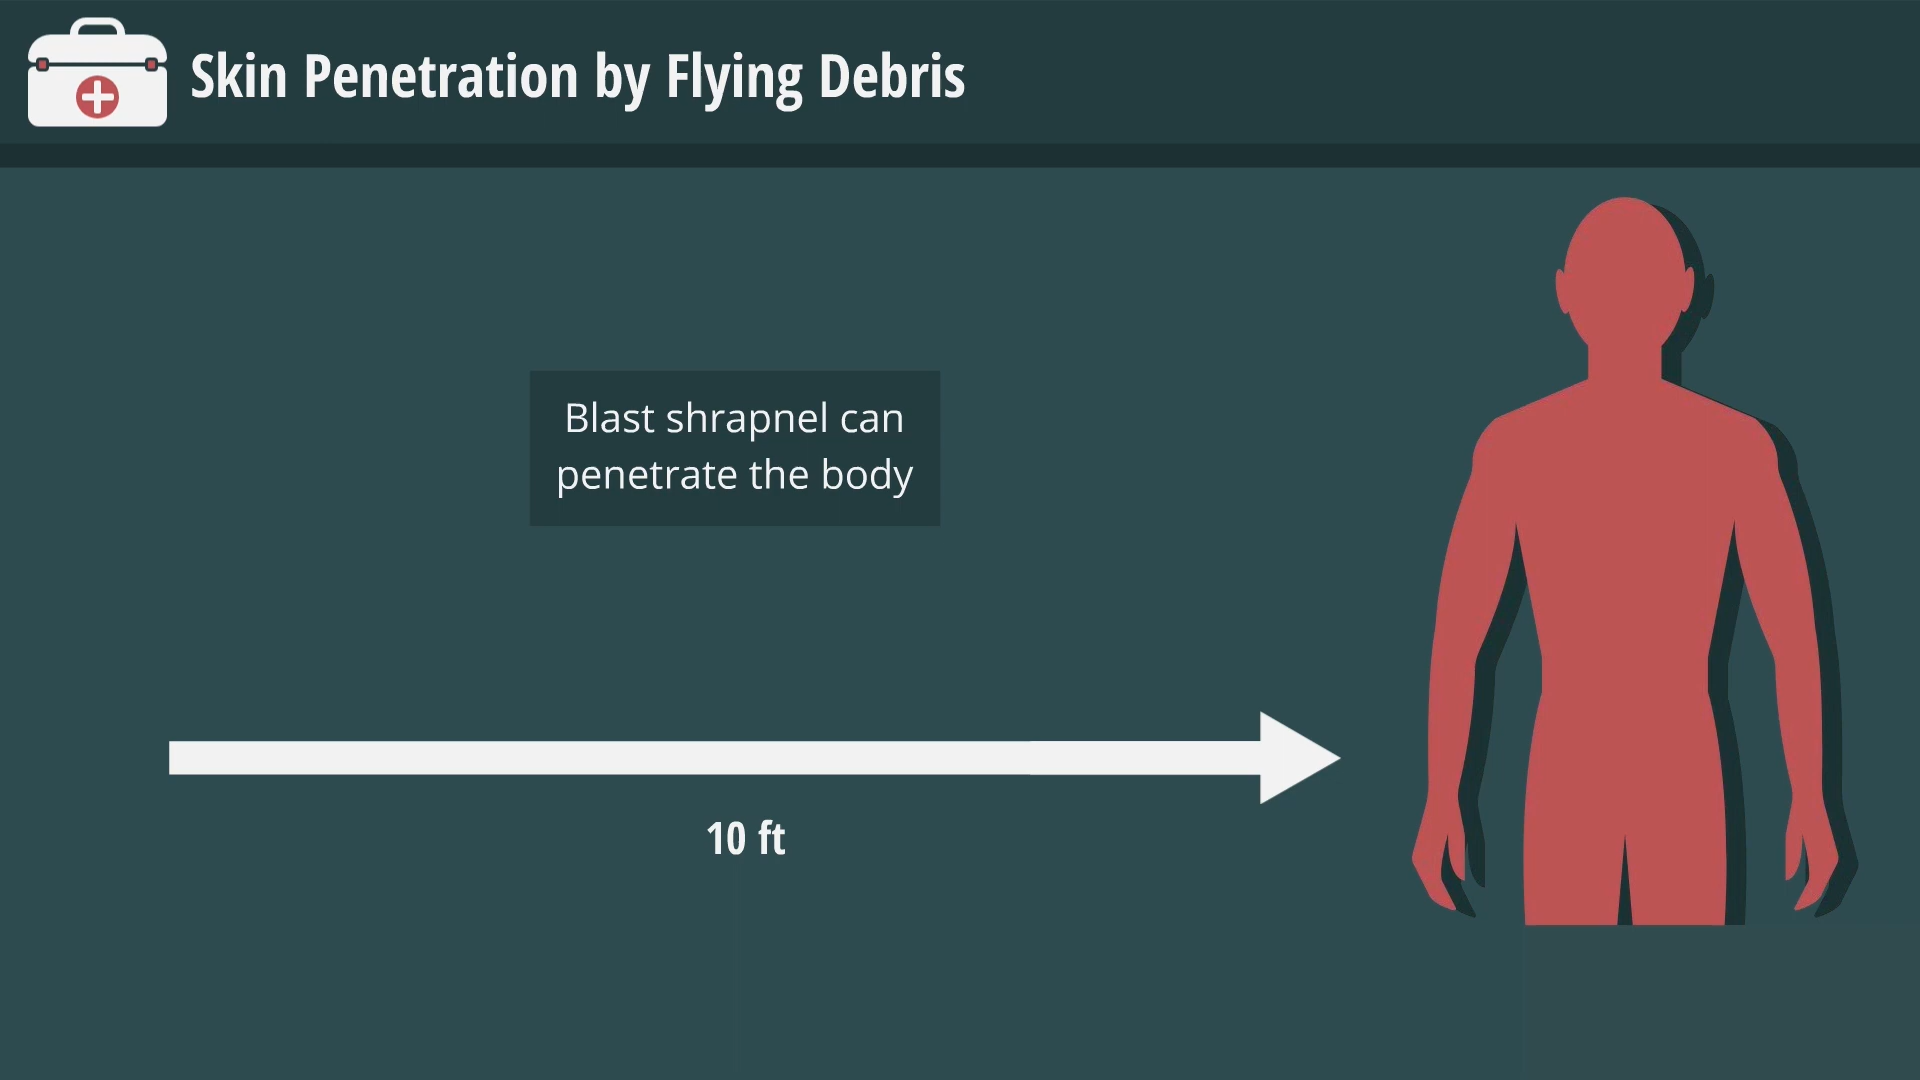 Skin Penetration by Flying Debris
Blast shrapnel can
penetrate the body
10 ft